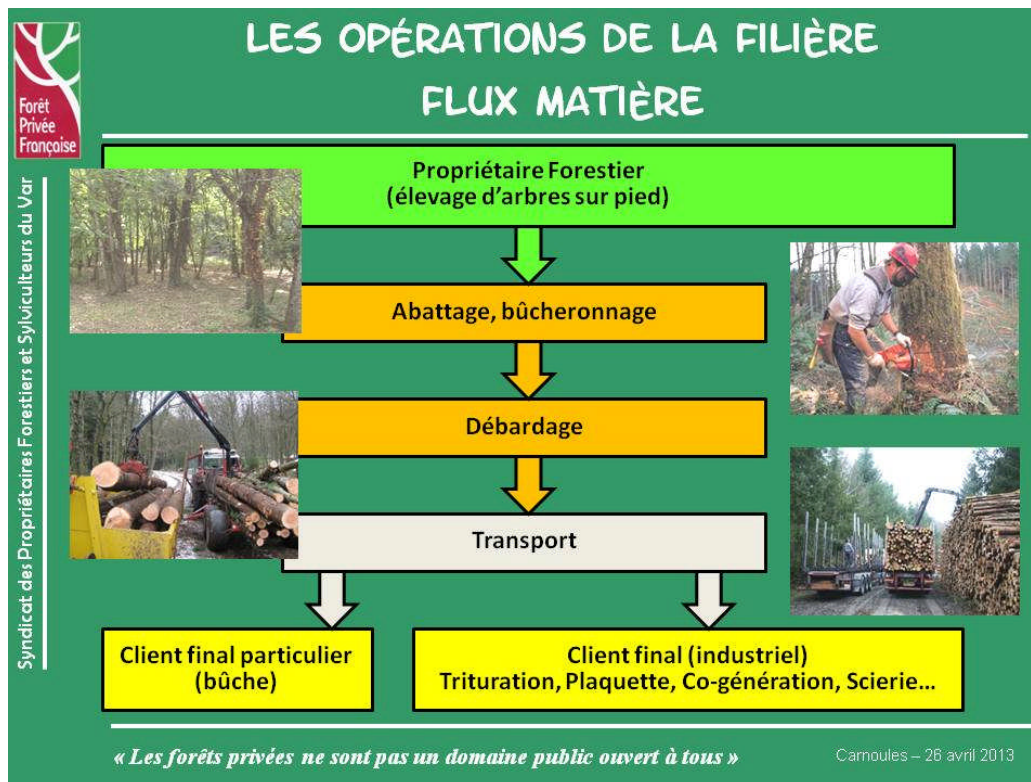 LES OPÉRATIONS DE LA FILIÈRE
FLUX MATIÈRE
Forêt
Privée
Française
Syndicat des Propriétaires Forestiers et Sylviculteurs du Var
Propriétaire Forestier
(élevage d'arbres sur pied)
Abattage, bûcheronnage
Débardage
Transport
Client final particulier
(bûche)
Client final (industriel)
Trituration, Plaquette, Co-génération, Scierie...
« Les forêts privées ne sont pas un domaine public ouvert à tous »
Carnoules – 26 avril 2013